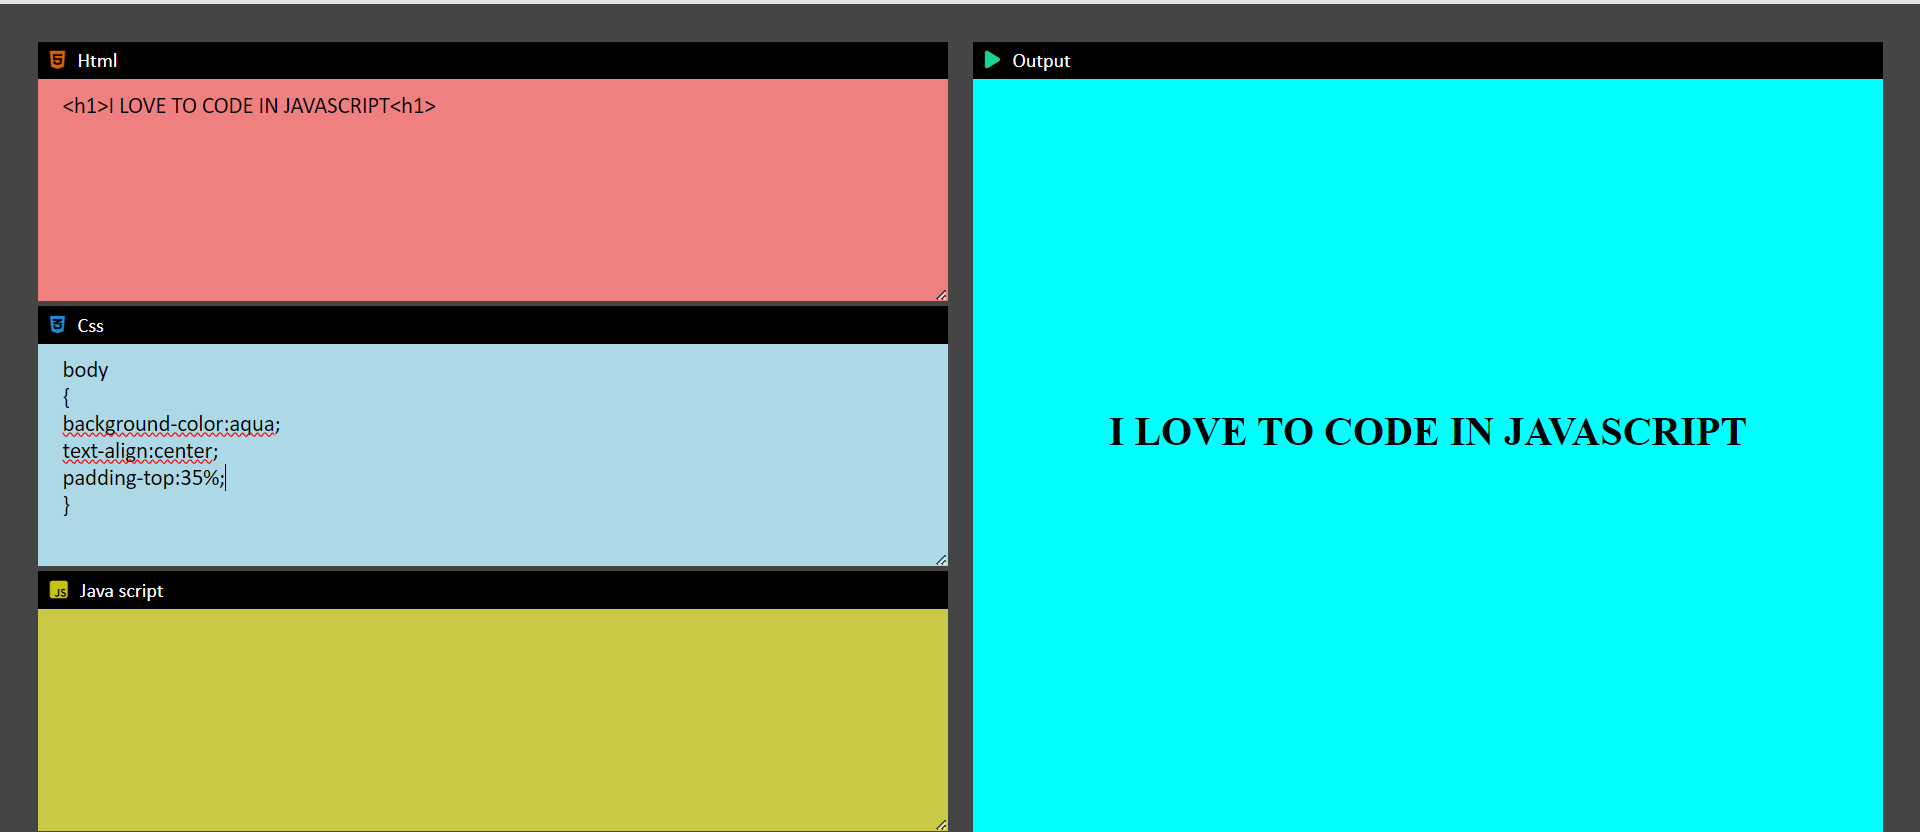 Html
<h1>I LOVE TO CODE IN JAVASCRIPT<h1>
Css
body
{
background-color:aqua;
text-align:center;
padding-top:35%;
}
JS
Java script
Output
I LOVE TO CODE IN JAVASCRIPT